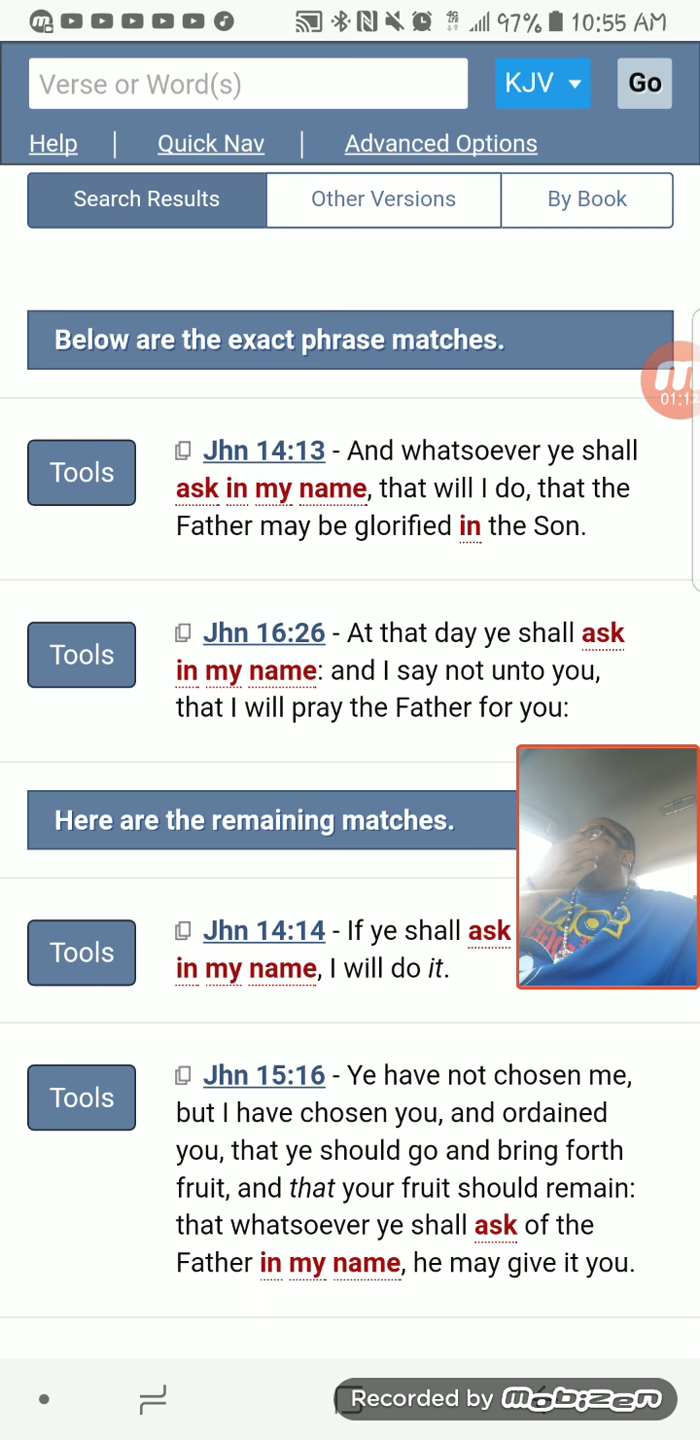 4G
97% 10:55 AM
Verse or Word(s)
KJV
Go
Help | Quick Nav | Advanced Options
Search Results
Other Versions
By Book
Below are the exact phrase matches.
01:12
Tools
Jhn 14:13 - And whatsoever ye shall
ask in my name, that will I do, that the
Father may be glorified in the Son.
Tools
Jhn 16:26 - At that day ye shall ask
in my name: and I say not unto you,
that I will pray the Father for you:
Here are the remaining matches.
Tools
Jhn 14:14 - If ye shall ask
in my name, I will do it.
Tools
Jhn 15:16 - Ye have not chosen me,
but I have chosen you, and ordained
you, that ye should go and bring forth
fruit, and that your fruit should remain:
that whatsoever ye shall ask of the
Father in my name, he may give it you.
Recorded by mobizen